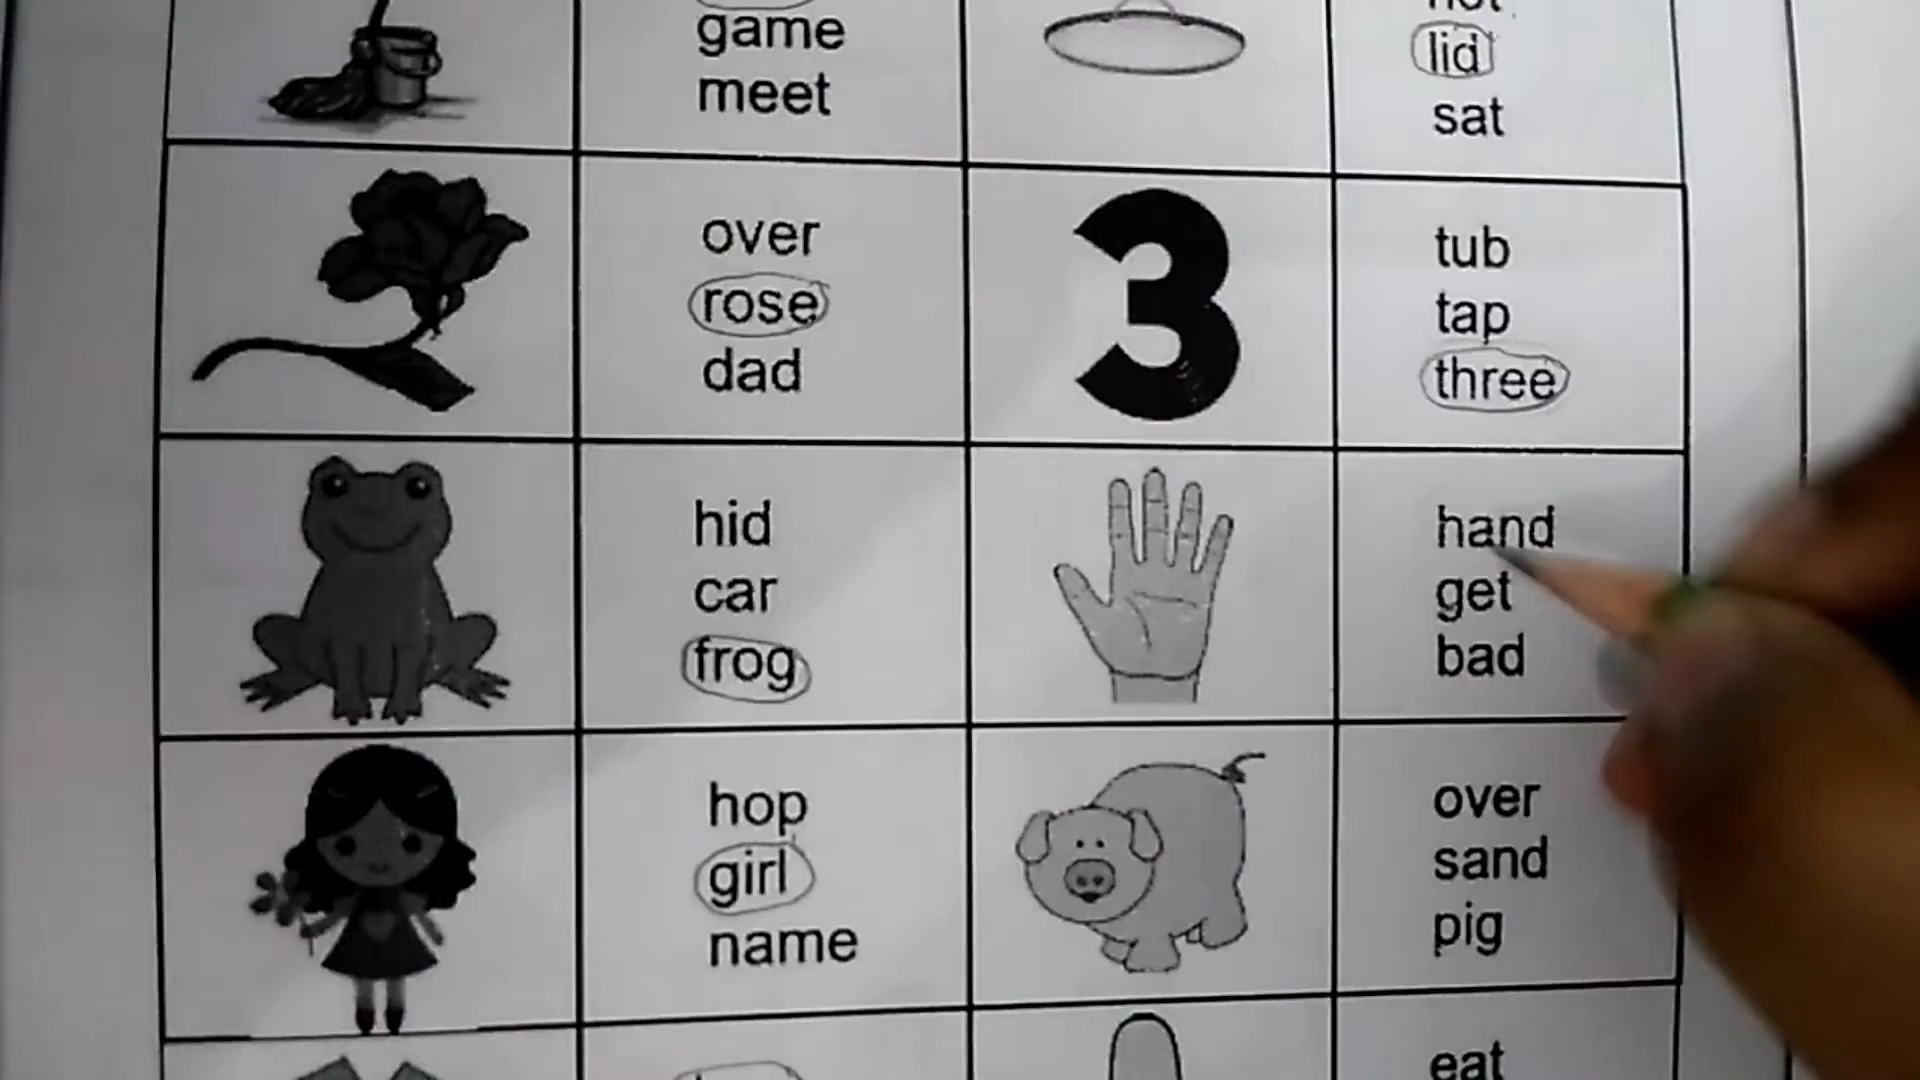 game
meet
lid
sat
over
rose
dad
3
tub
tap
three
hid
car
frog
hand
get
bad
hop
girl
name
over
sand
pig
eat